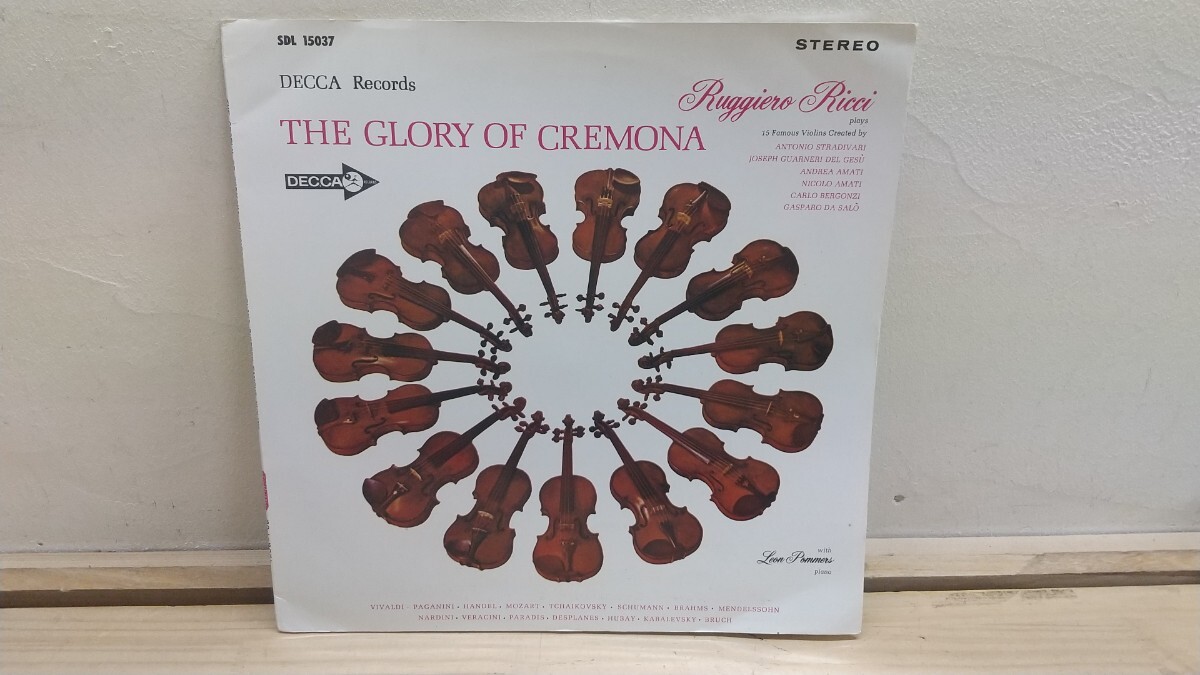 SDL 15037
STEREO
DECCA Records
Ruggiero Ricci
plays
15 Famous Violins Created by
ANTONIO STRADIVARI
JOSEPH GUARNERI DEL GESÙ
ANDREA AMATI
NICOLO AMATI
CARLO BERGONZI
GASPARO DA SALÒ
THE GLORY OF CREMONA
DECCA
with
Leon Pommers
piano
VIVALDI - PAGANINI • HANDEL • MOZART • TCHAIKOVSKY • SCHUMANN • BRAHMS • MENDELSSOHN
NARDINI • VERACINI • PARADIS • DESPLANES • HUBAY • KABALEVSKY • BRUCH